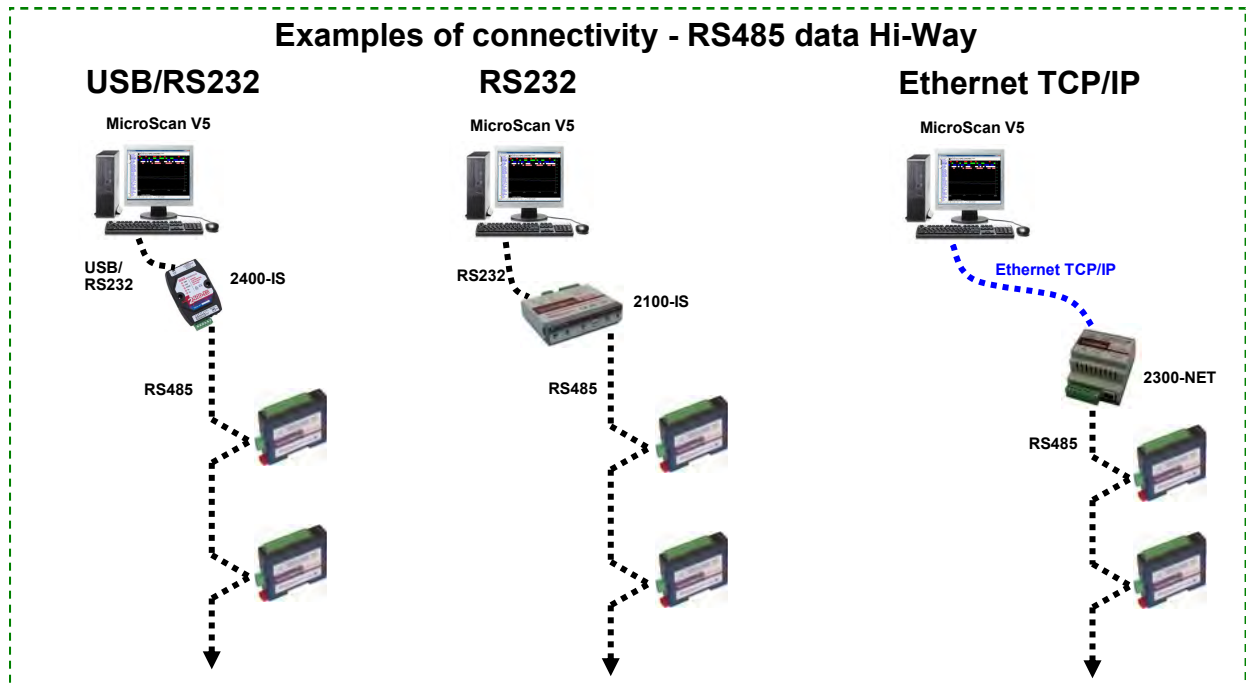 Examples of connectivity - RS485 data Hi-Way
USB/RS232
MicroScan V5
USB/
RS232
2400-IS
RS485
RS232
MicroScan V5
RS232
2100-IS
RS485
Ethernet TCP/IP
MicroScan V5
Ethernet TCP/IP
2300-NET
RS485